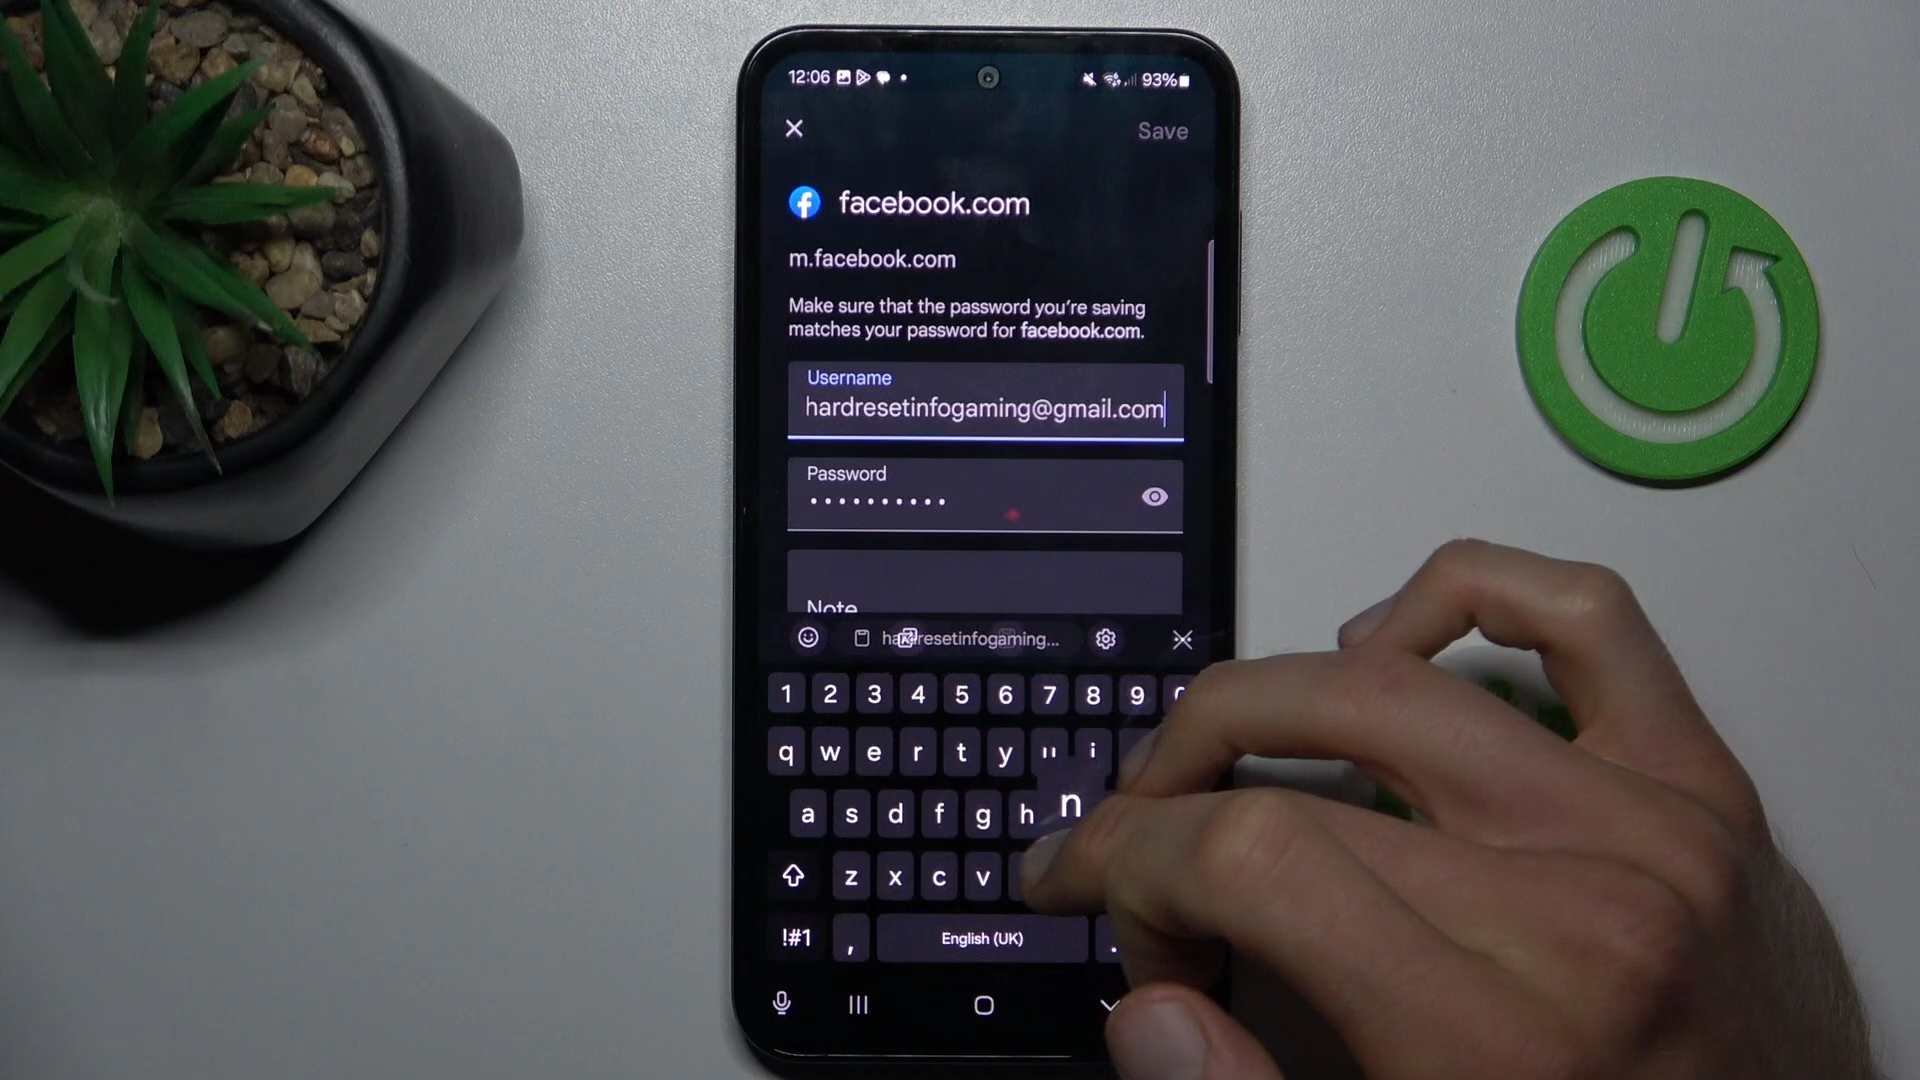 12:06
93%
Save
facebook.com
m.facebook.com
Make sure that the password you're saving
matches your password for facebook.com.
Username
hardresetinfogaming@gmail.com
Password
Note
hardresetinfogaming...
1 2 3 4 5 6 7 8 9
q w e r t y u i
a s d f g h n
z x c v
!#1 , English (UK) .